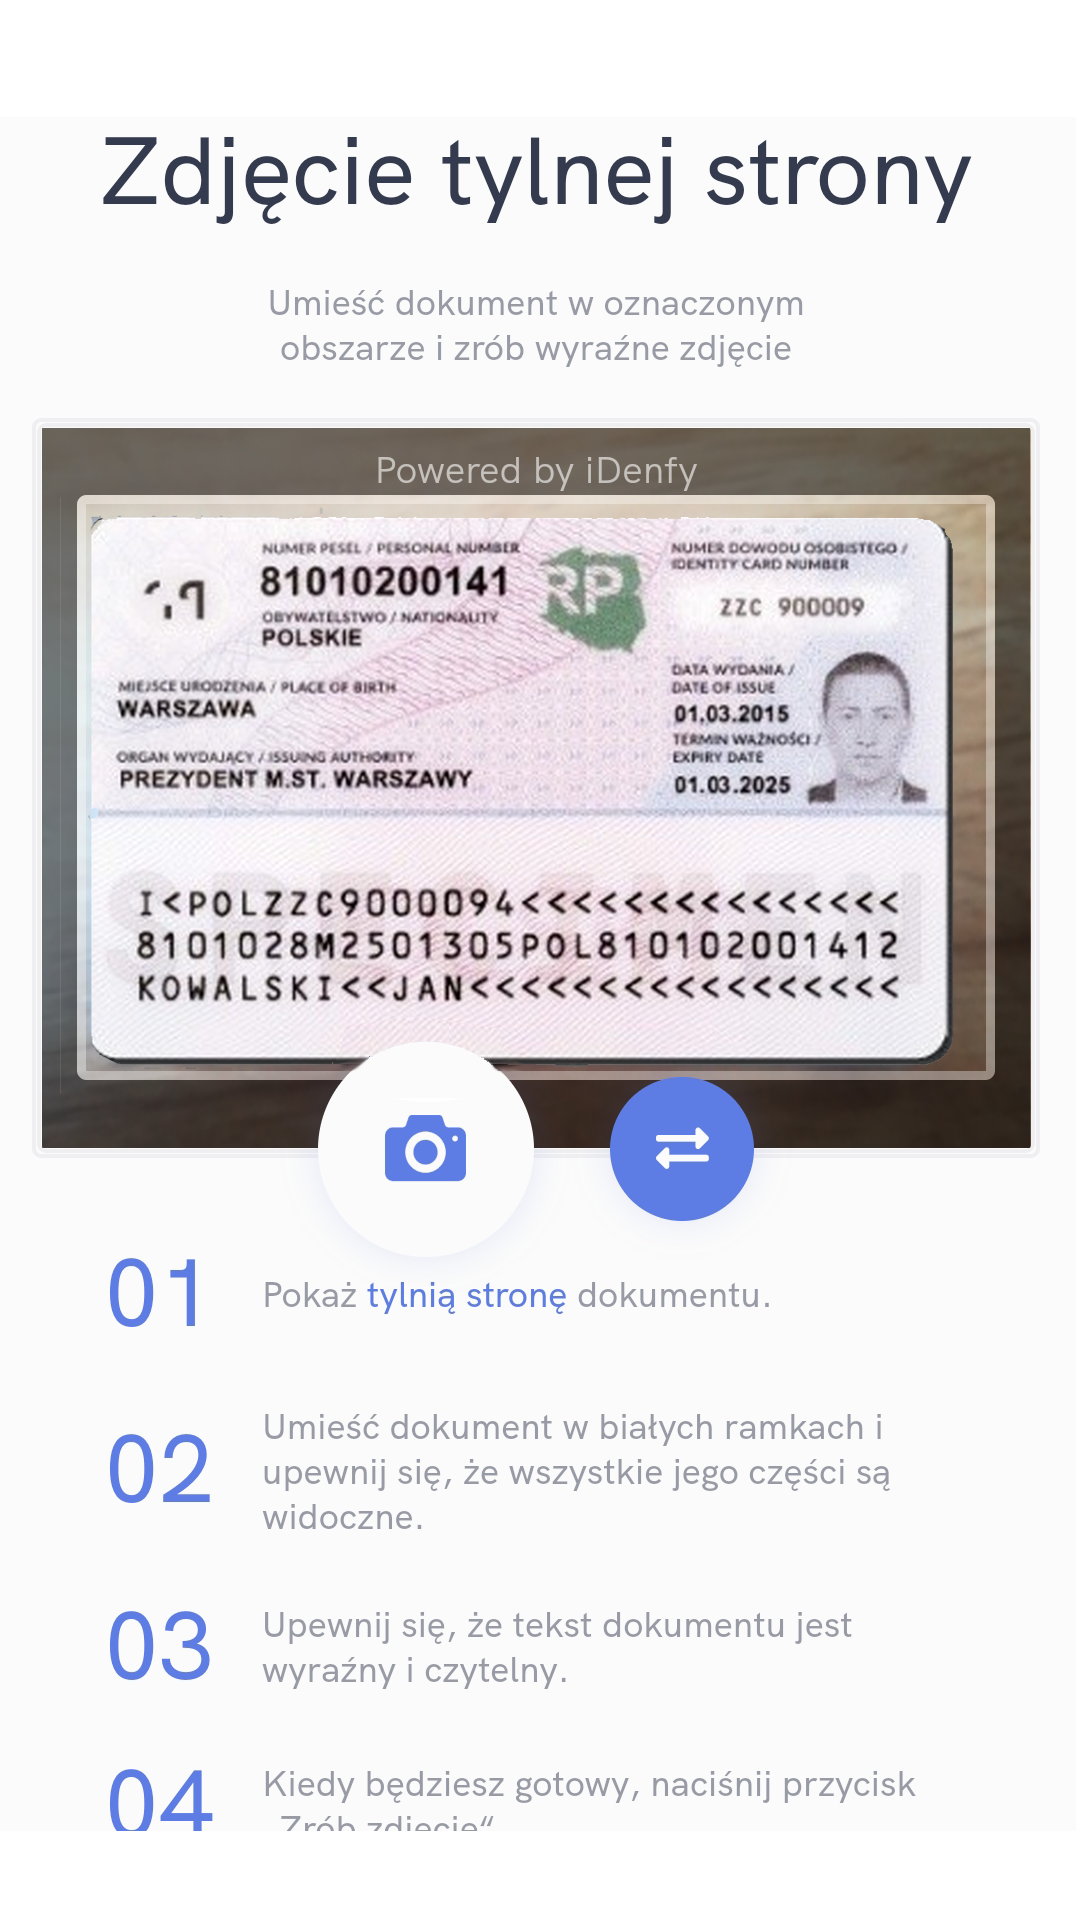 Zdjęcie tylnej strony
Umieść dokument w oznaczonym
obszarze i zrób wyraźne zdjęcie
Powered by iDenfy
NUMER PESEL / PERSONAL NUMBER
81010200141
OBYWATELSTWO / NATIONALITY
POLSKIE
RP
NUMER DOWODU OSOBISTEGO /
IDENTITY CARD NUMBER
ZZC 900009
MIEJSCE URODZENIA / PLACE OF BIRTH
WARSZAWA
DATA WYDANIA /
DATE OF ISSUE
01.03.2015
ORGAN WYDAJĄCY / ISSUING AUTHORITY
PREZYDENT M.ST. WARSZAWY
TERMIN WAŻNOŚCI /
EXPIRY DATE
01.03.2025
SPECIMEN
I<POLZZC9000094<<<<<<<<<<<<<<<
8101028M2501305POL810102001412
KOWALSKI<<JAN<<<<<<<<<<<<<<<<<
01
Pokaż tylnią stronę dokumentu.
02
Umieść dokument w białych ramkach i
upewnij się, że wszystkie jego części są
widoczne.
03
Upewnij się, że tekst dokumentu jest
wyraźny i czytelny.
04
Kiedy będziesz gotowy, naciśnij przycisk
„Zrób zdjęcie“